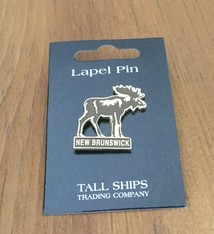 Lapel Pin
NEW BRUNSWICK
TALL SHIPS
TRADING COMPANY